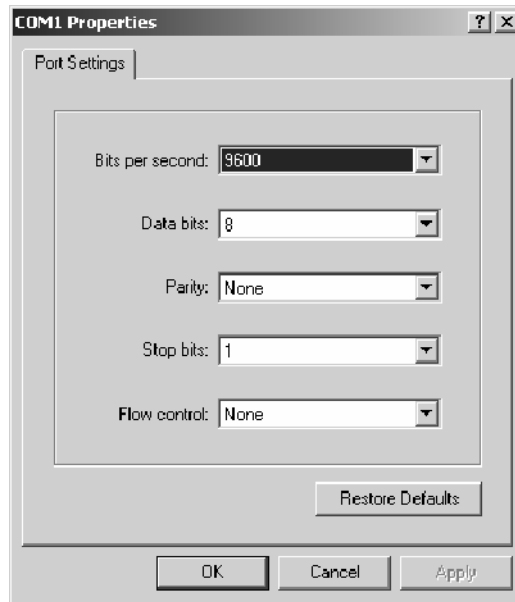 COM1 Properties
Port Settings
Bits per second: 9600
Data bits: 8
Parity: None
Stop bits: 1
Flow control: None
Restore Defaults
OK Cancel Apply